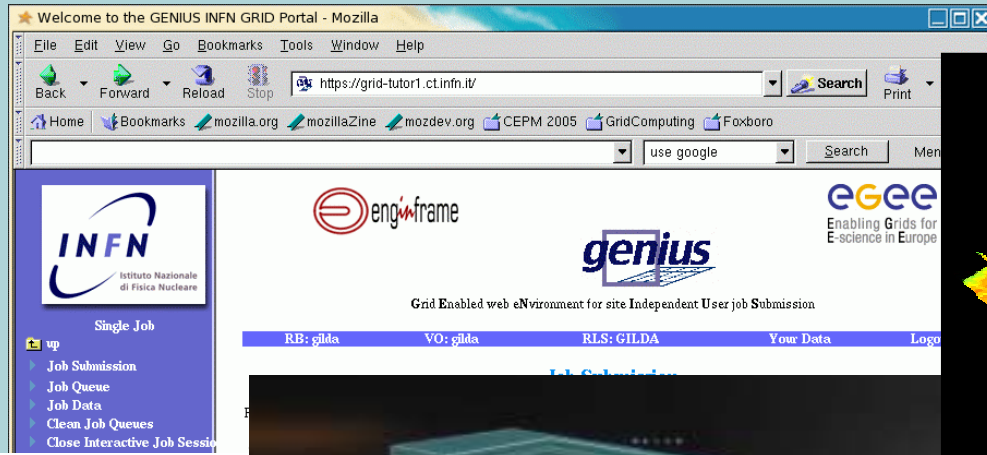 Welcome to the GENIUS INFN GRID Portal - Mozilla
File Edit View Go Bookmarks Tools Window Help
Back Forward Reload Stop https://grid-tutor1.ct.infn.it/ Search Print
Home Bookmarks mozilla.org mozillaZine mozdev.org CEPM 2005 GridComputing Foxboro
use google Search
INFN
Istituto Nazionale
di Fisica Nucleare
enginframe
egee
Enabling Grids for
E-science in Europe
genius
Grid Enabled web eNvironment for site Independent User job Submission
RB: gilda VO: gilda RLS: GILDA Your Data
Job Submission
Single Job
up
Job Submission
Job Queue
Job Data
Clean Job Queues
Close Interactive Job